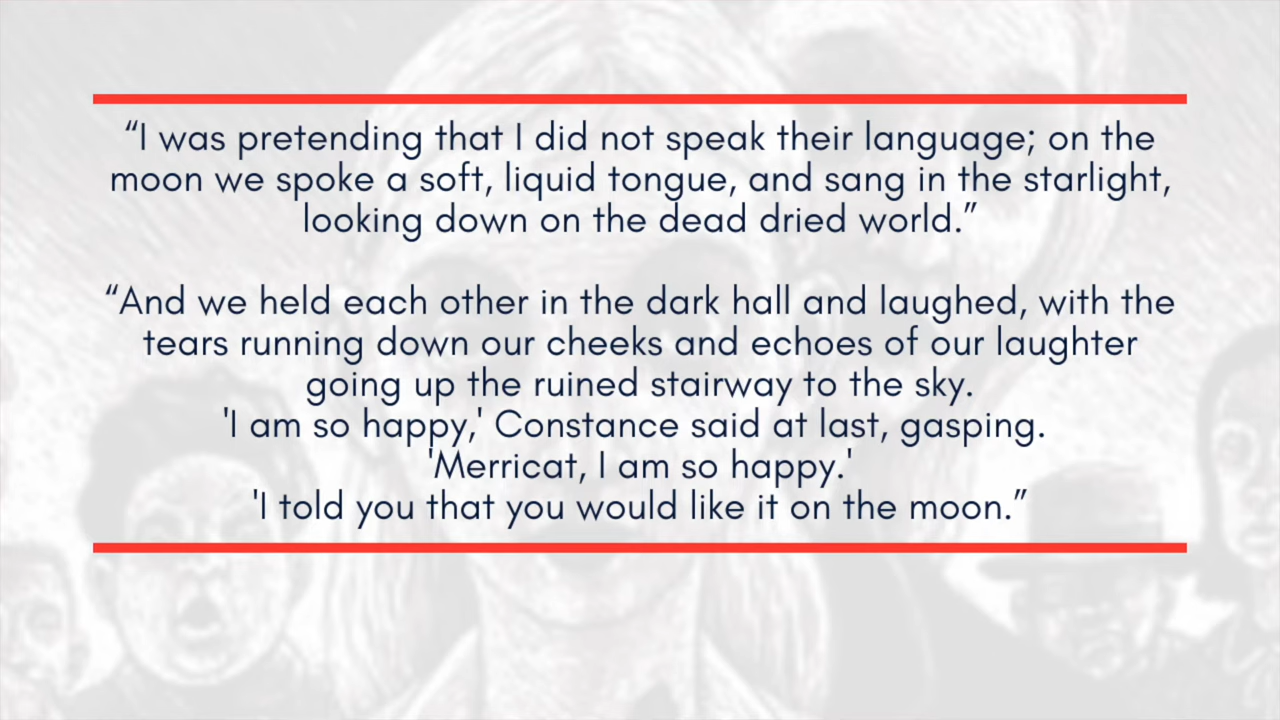 “I was pretending that I did not speak their language; on the
moon we spoke a soft, liquid tongue, and sang in the starlight,
looking down on the dead dried world.”
“And we held each other in the dark hall and laughed, with the
tears running down our cheeks and echoes of our laughter
going up the ruined stairway to the sky.
'I am so happy,' Constance said at last, gasping.
'Merricat, I am so happy.'
'I told you that you would like it on the moon.”